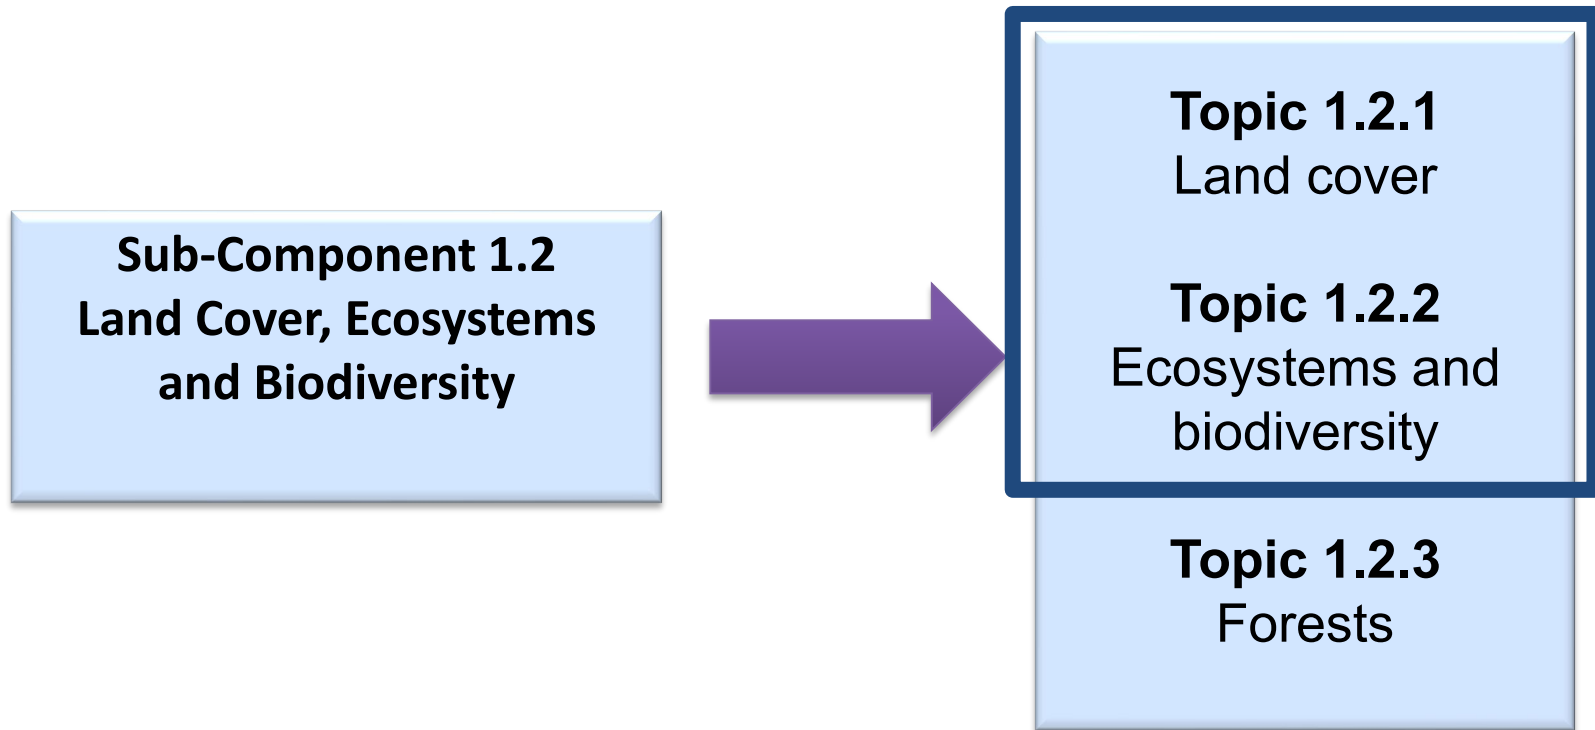 Sub-Component 1.2
Land Cover, Ecosystems
and Biodiversity
Topic 1.2.1
Land cover
Topic 1.2.2
Ecosystems and
biodiversity
Topic 1.2.3
Forests